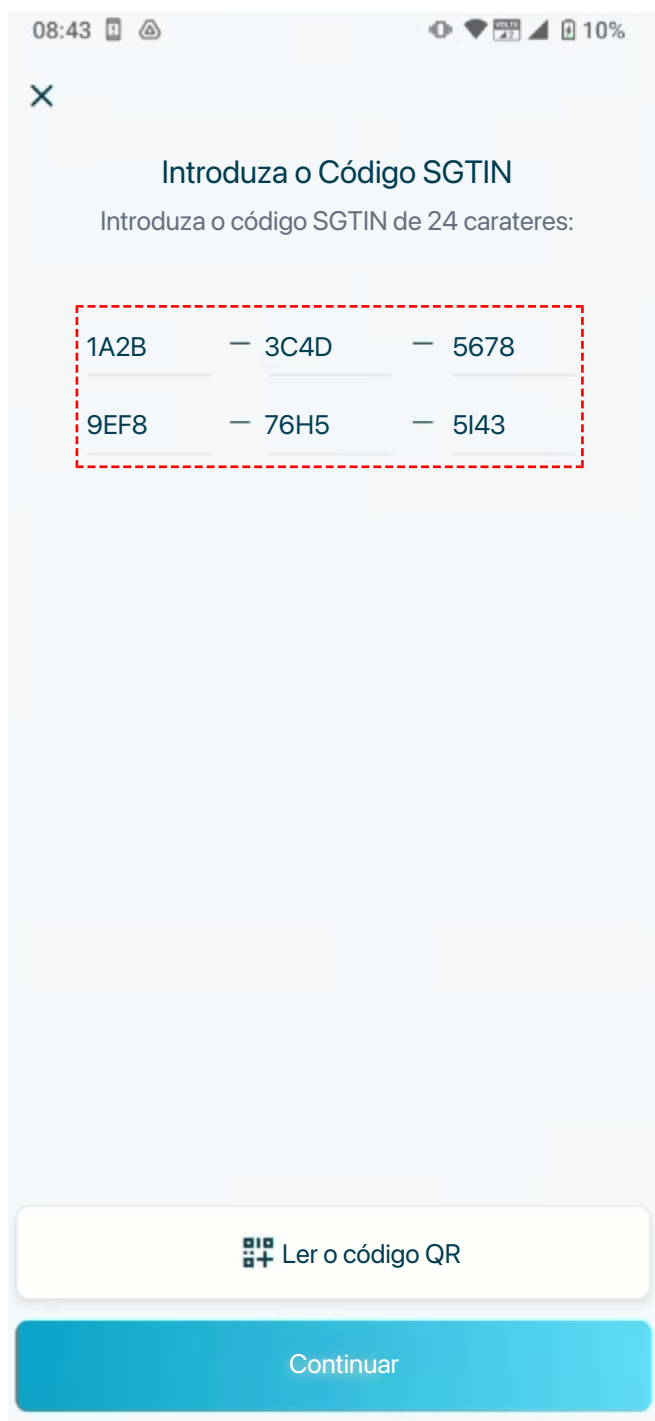 08:43 10%
Introduza o Código SGTIN
Introduza o código SGTIN de 24 carateres:
1A2B — 3C4D — 5678
9EF8 — 76H5 — 5I43
Ler o código QR
Continuar